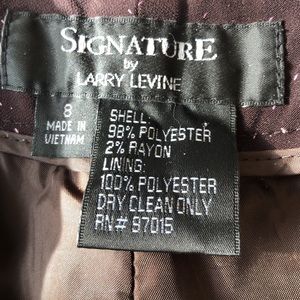 SIGNATURE
by
LARRY LEVINE
8
MADE IN
VIETNAM
SHELL:
98% POLYESTER
2% RAYON
LINING:
100% POLYESTER
DRY CLEAN ONLY
RN# 87015